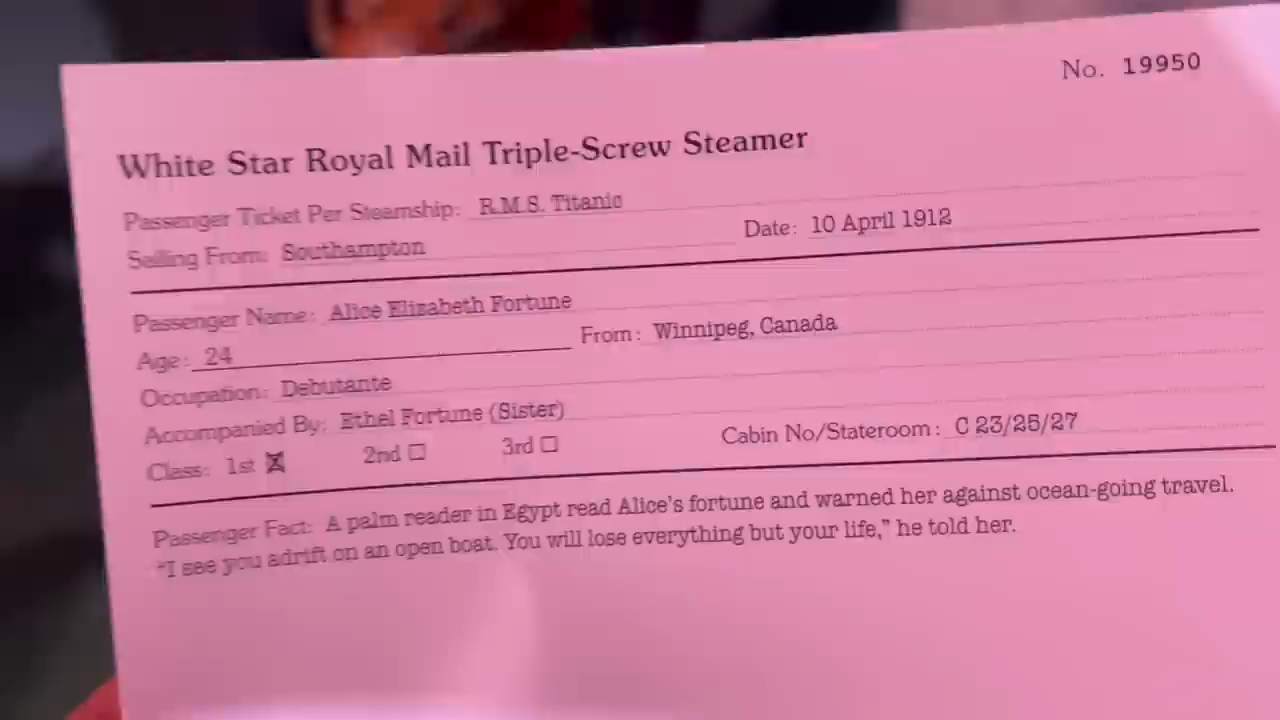 No. 19950
White Star Royal Mail Triple-Screw Steamer
Passenger Ticket Per Steamship: R.M.S. Titanic
Sailing From: Southampton Date: 10 April 1912
Passenger Name: Alice Elizabeth Fortune
Age: 24 From: Winnipeg, Canada
Occupation: Debutante
Accompanied By: Ethel Fortune (Sister)
Class: 1st ☒ 2nd ☐ 3rd ☐ Cabin No/Stateroom: C 23/25/27
Passenger Fact: A palm reader in Egypt read Alice's fortune and warned her against ocean-going travel.
"I see you adrift on an open boat. You will lose everything but your life," he told her.